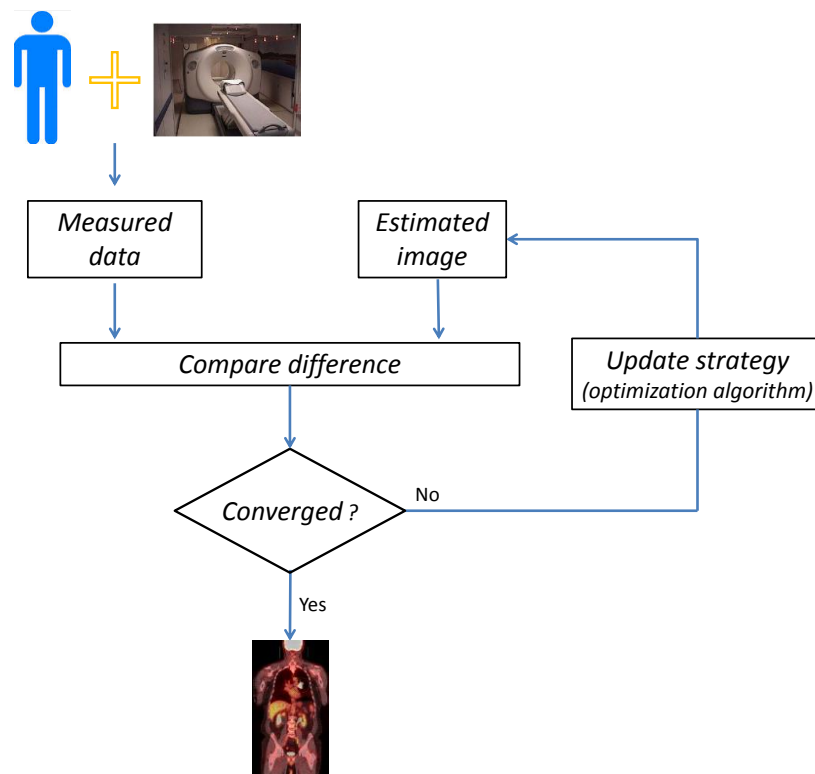 Measured
data
Estimated
image
Compare difference
Update strategy
(optimization algorithm)
Converged ?
No
Yes